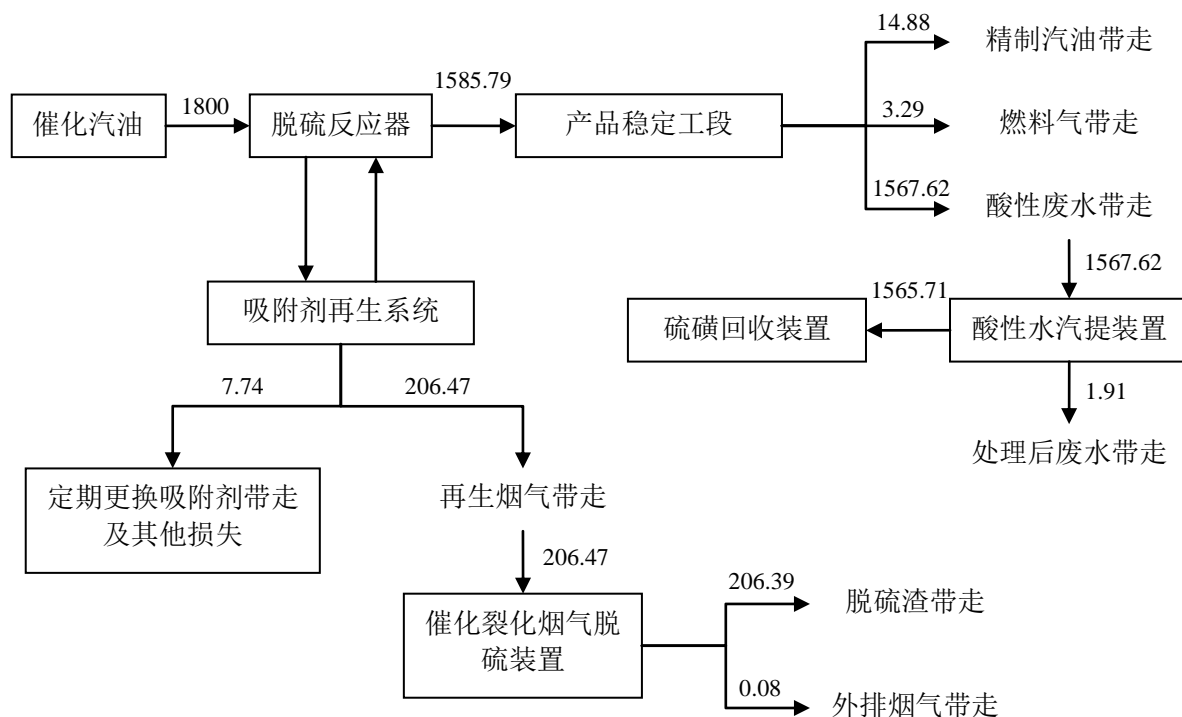 14.88
精制汽油带走
1585.79
催化汽油
1800
脱硫反应器
产品稳定工段
3.29
燃料气带走
1567.62
酸性废水带走
1567.62
吸附剂再生系统
1565.71
硫磺回收装置
酸性水汽提装置
7.74
206.47
1.91
处理后废水带走
定期更换吸附剂带走
及其他损失
再生烟气带走
206.47
206.39
催化裂化烟气脱
硫装置
脱硫渣带走
0.08
外排烟气带走